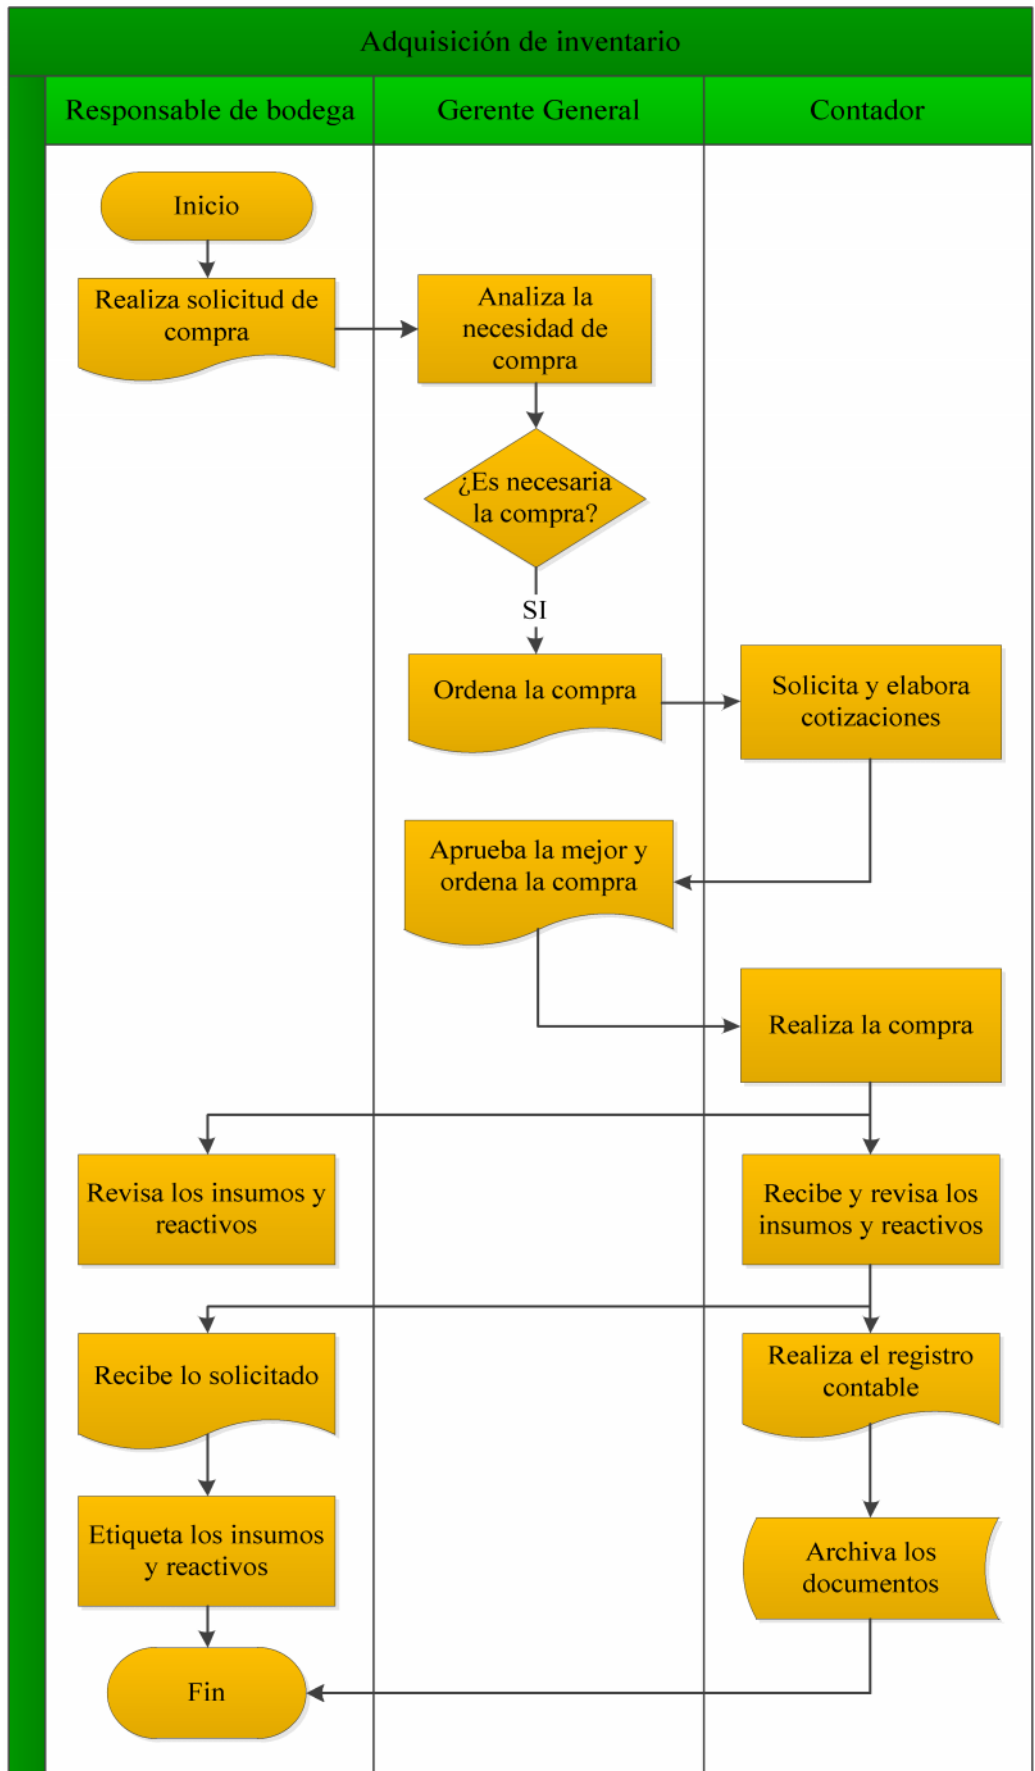 Adquisición de inventario
Responsable de bodega
Gerente General
Contador
Inicio
Realiza solicitud de
compra
Analiza la
necesidad de
compra
¿Es necesaria
la compra?
SI
Ordena la compra
Solicita y elabora
cotizaciones
Aprueba la mejor y
ordena la compra
Realiza la compra
Revisa los insumos y
reactivos
Recibe y revisa los
insumos y reactivos
Recibe lo solicitado
Realiza el registro
contable
Etiqueta los insumos
y reactivos
Archiva los
documentos
Fin